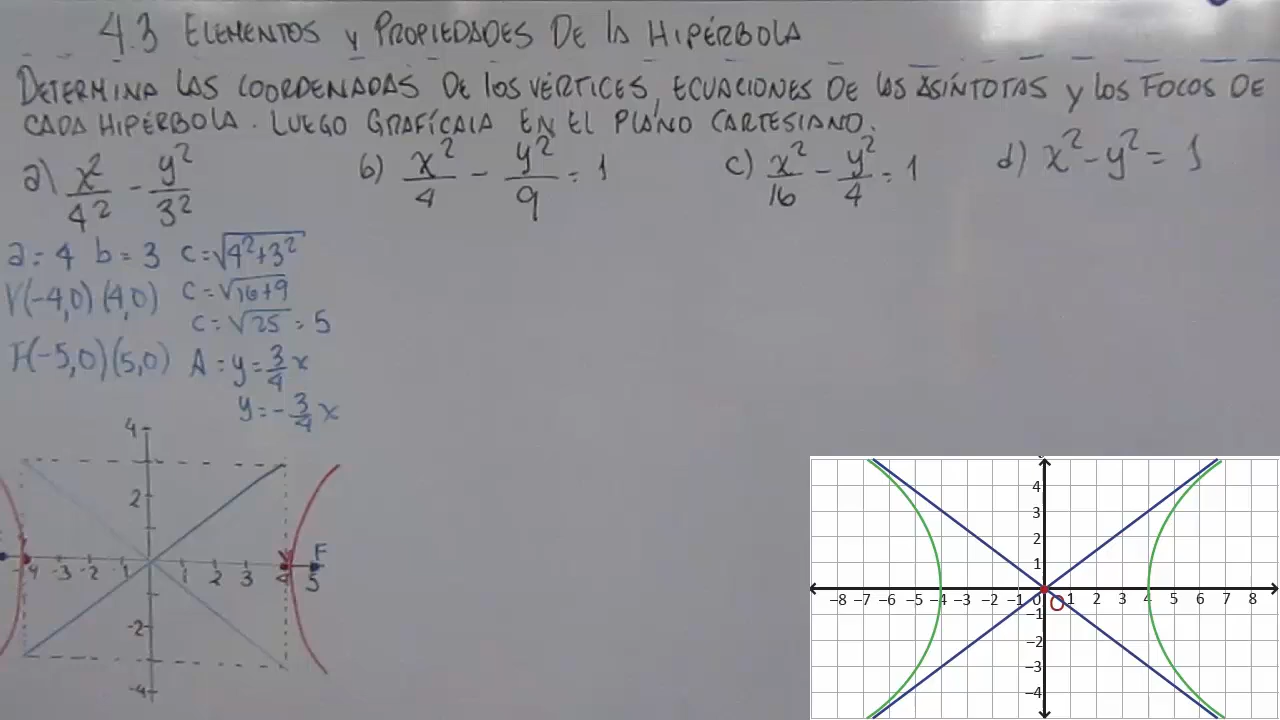 4.3 ELEMENTOS y PROPIEDADES DE la HIPÉRBOLA
DETERMINA LAS COORDENADAS DE los VÉRTICES, ECUACIONES DE LAS ASÍNTOTAS y los FOCOS DE
CADA HIPÉRBOLA. LUEGO GRAFÍCALA EN EL PLANO CARTESIANO.
a) x²/4² - y²/3²
b) x²/4 - y²/9 = 1
c) x²/16 - y²/4 = 1
d) x² - y² = 1
a = 4 b = 3 c = √4²+3²
V(-4,0) (4,0) c = √16+9
c = √25 = 5
F(-5,0) (5,0) A = y = 3/4 x
y = - 3/4 x
4
2
-4 -3 -2 -1 1 2 3 4 5
V F
-2
-4
4
3
2
1
-8 -7 -6 -5 -4 -3 -2 -1 0 1 2 3 4 5 6 7 8
O
-1
-2
-3
-4